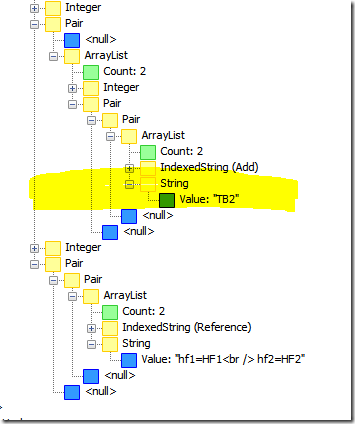 Integer
Pair
<null>
ArrayList
Count: 2
Integer
Pair
Pair
ArrayList
Count: 2
IndexedString (Add)
String
Value: "TB2"
<null>
<null>
Integer
Pair
Pair
ArrayList
Count: 2
IndexedString (Reference)
String
Value: "hf1=HF1<br /> hf2=HF2"
<null>
<null>